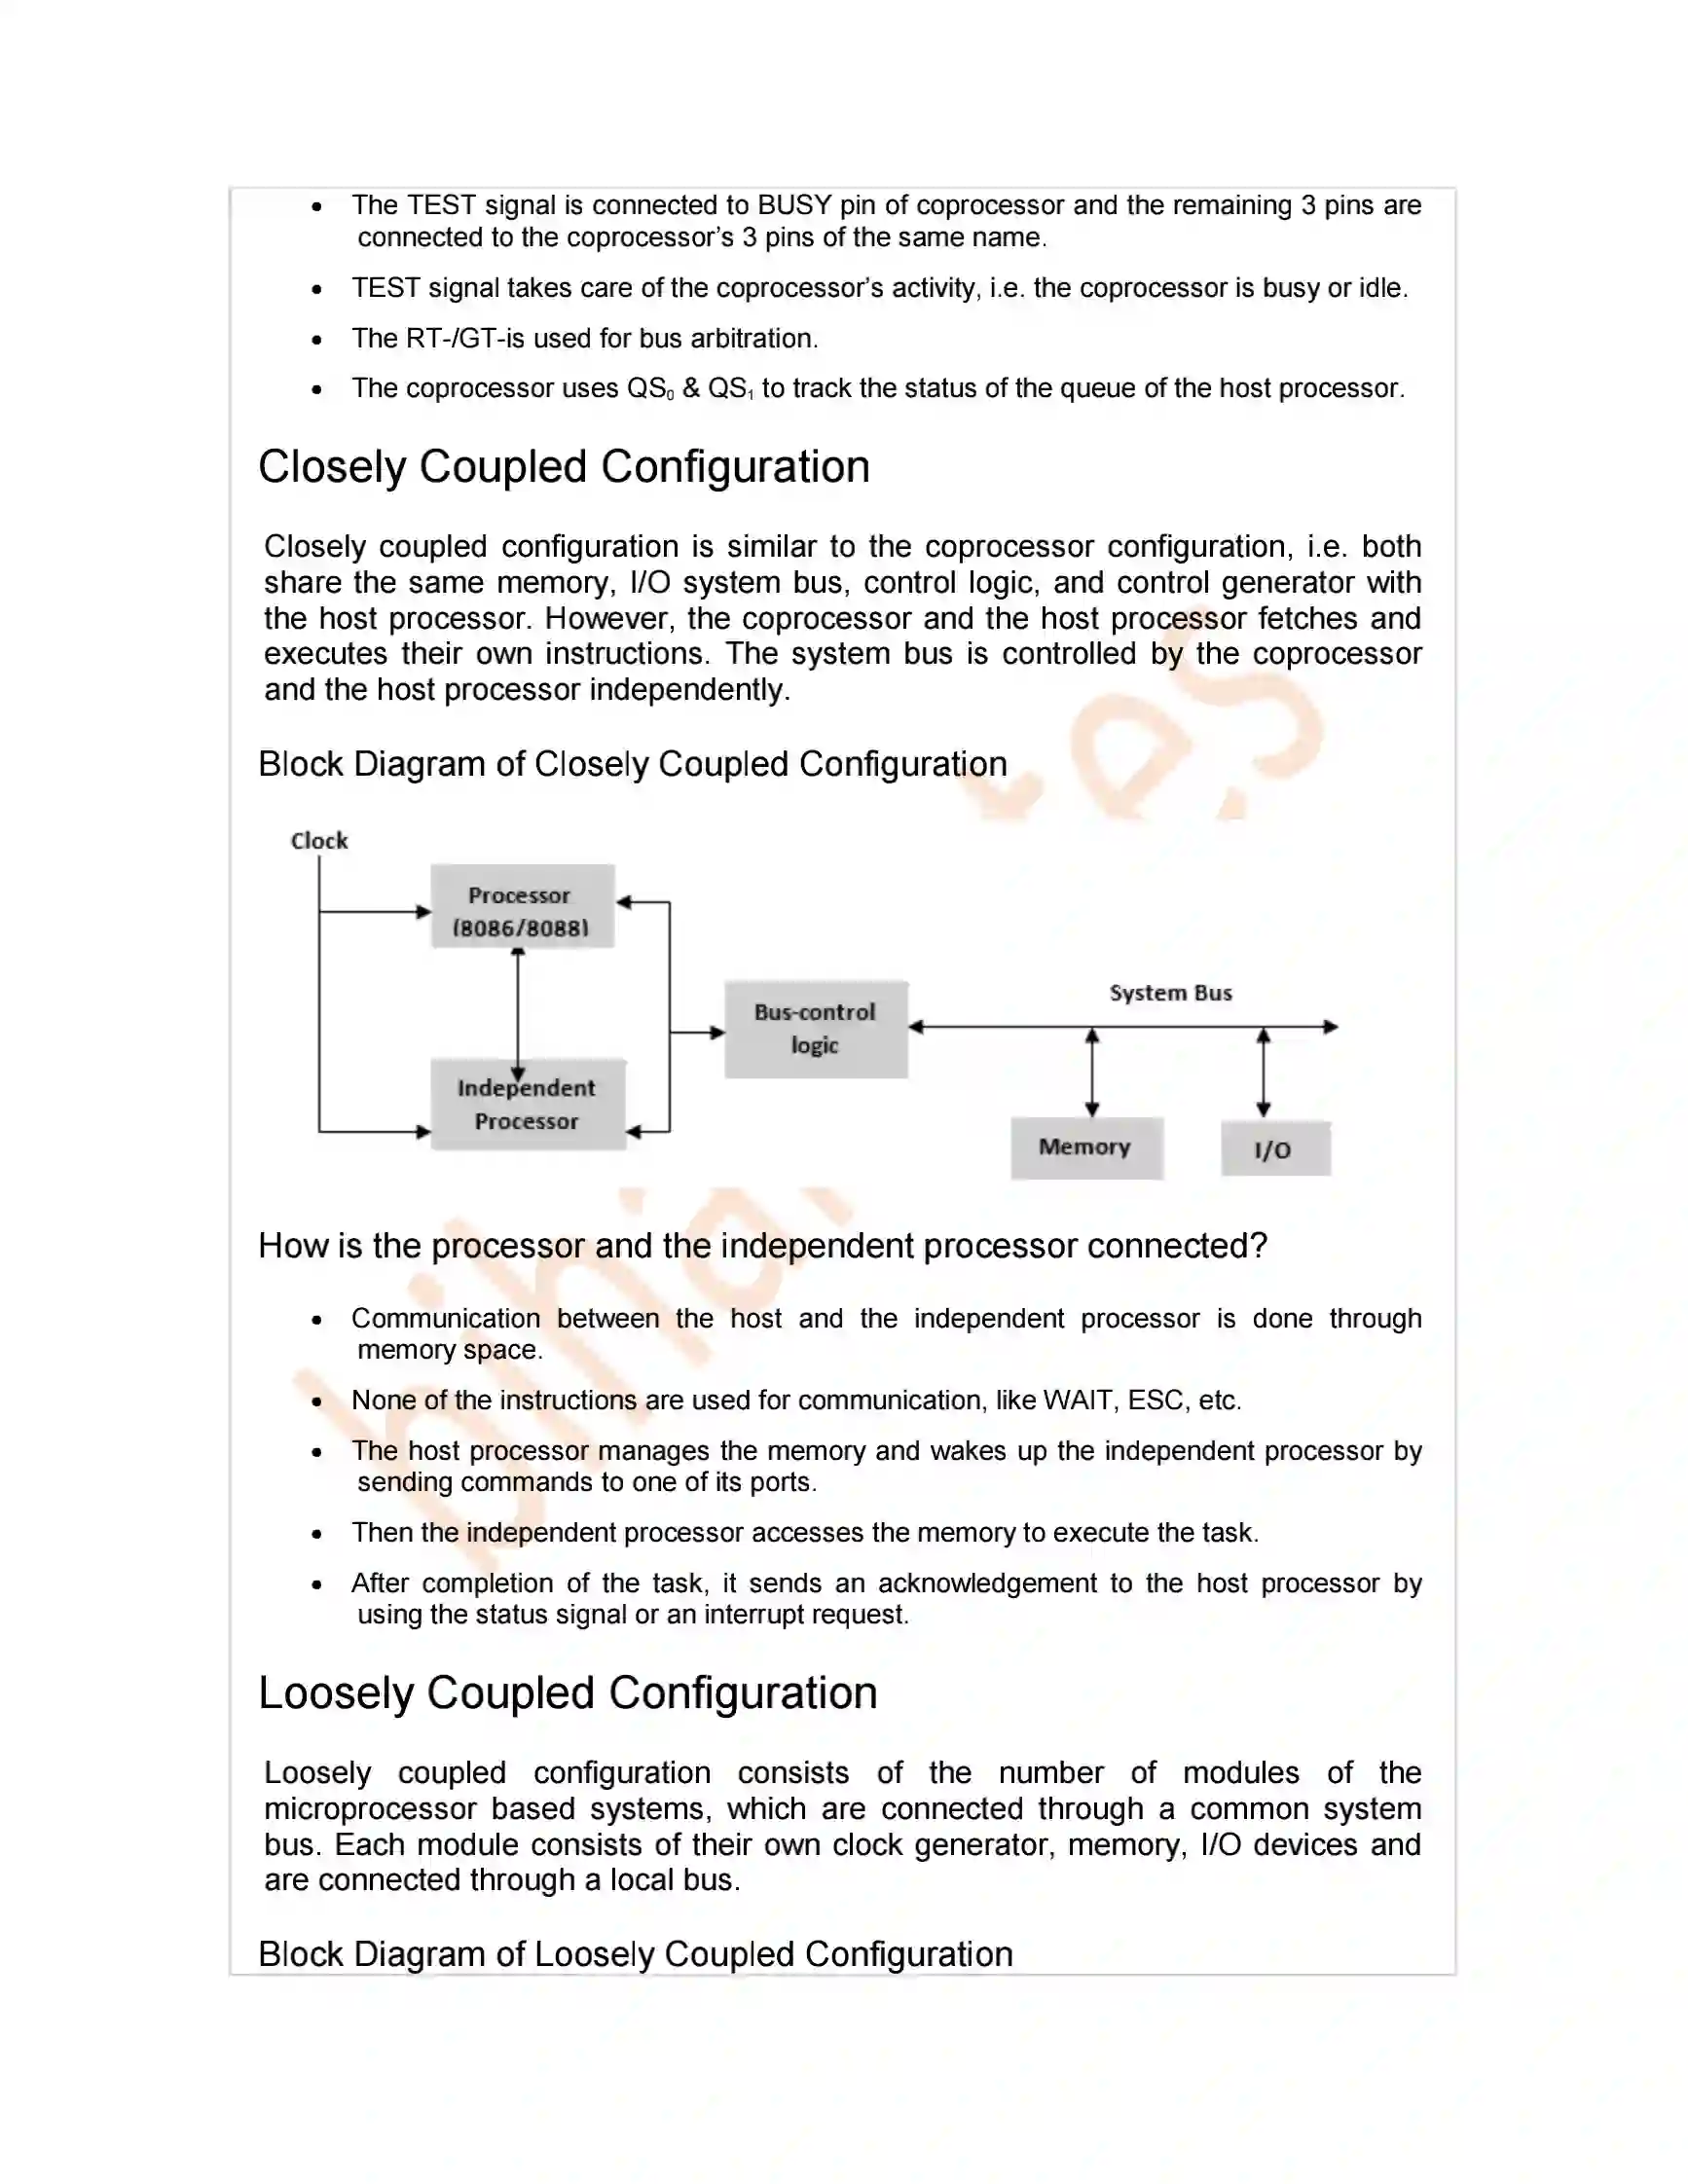 • The TEST signal is connected to BUSY pin of coprocessor and the remaining 3 pins are
connected to the coprocessor’s 3 pins of the same name.
• TEST signal takes care of the coprocessor’s activity, i.e. the coprocessor is busy or idle.
• The RT-/GT-is used for bus arbitration.
• The coprocessor uses QS₀ & QS₁ to track the status of the queue of the host processor.
Closely Coupled Configuration
Closely coupled configuration is similar to the coprocessor configuration, i.e. both
share the same memory, I/O system bus, control logic, and control generator with
the host processor. However, the coprocessor and the host processor fetches and
executes their own instructions. The system bus is controlled by the coprocessor
and the host processor independently.
Block Diagram of Closely Coupled Configuration
Clock
Processor
(8086/8088)
Bus-control
logic
System Bus
Independent
Processor
Memory
I/O
How is the processor and the independent processor connected?
• Communication between the host and the independent processor is done through
memory space.
• None of the instructions are used for communication, like WAIT, ESC, etc.
• The host processor manages the memory and wakes up the independent processor by
sending commands to one of its ports.
• Then the independent processor accesses the memory to execute the task.
• After completion of the task, it sends an acknowledgement to the host processor by
using the status signal or an interrupt request.
Loosely Coupled Configuration
Loosely coupled configuration consists of the number of modules of the
microprocessor based systems, which are connected through a common system
bus. Each module consists of their own clock generator, memory, I/O devices and
are connected through a local bus.
Block Diagram of Loosely Coupled Configuration